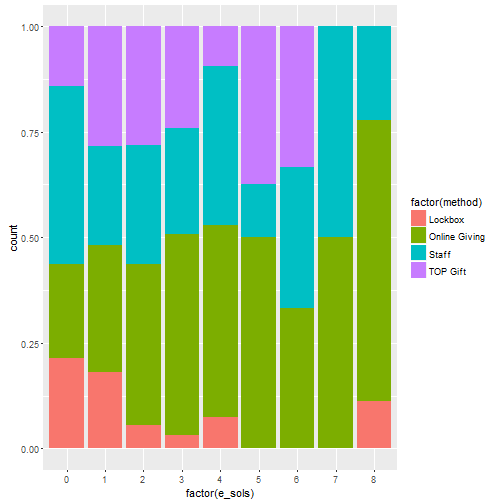 1.00
0.75
0.50
0.25
0.00
count
0 1 2 3 4 5 6 7 8
factor(e_sols)
factor(method)
Lockbox
Online Giving
Staff
TOP Gift